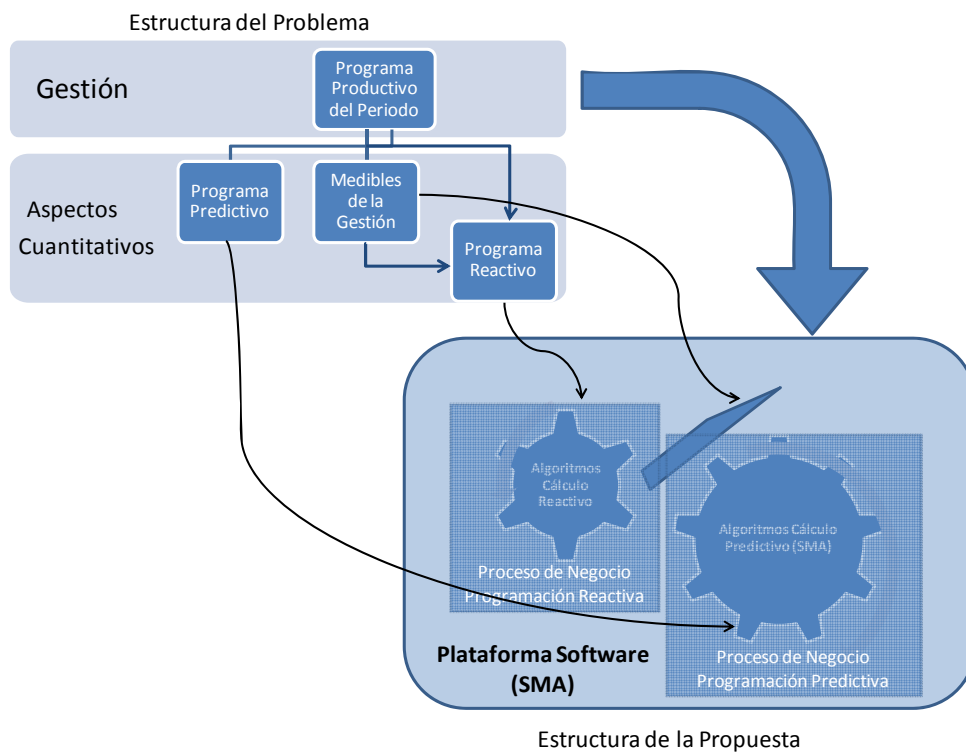 Estructura del Problema
Gestión
Programa
Productivo
del Periodo
Aspectos
Cuantitativos
Programa
Predictivo
Medibles
de la
Gestión
Programa
Reactivo
Algoritmos
Cálculo
Reactivo
Proceso de Negocio
Programación Reactiva
Algoritmos Cálculo
Predictivo (SMA)
Proceso de Negocio
Programación Predictiva
Plataforma Software
(SMA)
Estructura de la Propuesta